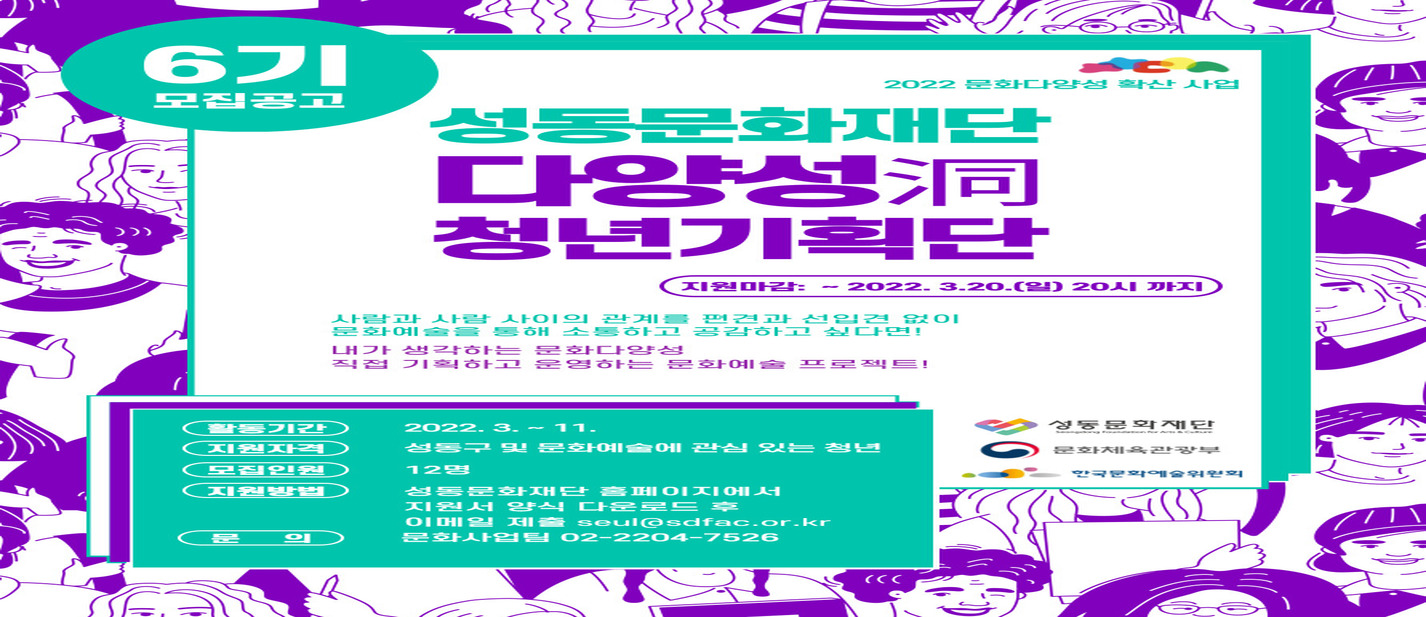 6기
모집공고
2022 문화다양성 확산 사업
성동문화재단
다양성洞
청년기획단
지원마감: ~ 2022. 3.20.(일) 20시 까지
사람과 사람 사이의 관계를 편견과 선입견 없이
문화예술을 통해 소통하고 공감하고 싶다면!
내가 생각하는 문화다양성
직접 기획하고 운영하는 문화예술 프로젝트!
활동기간 2022. 3. ~ 11.
지원자격 성동구 및 문화예술에 관심 있는 청년
모집인원 12명
지원방법 성동문화재단 홈페이지에서
지원서 양식 다운로드 후
이메일 제출 seul@sdfac.or.kr
문 의 문화사업팀 02-2204-7526
성동문화재단
Seongdong Foundation for Arts & Culture
문화체육관광부
한국문화예술위원회